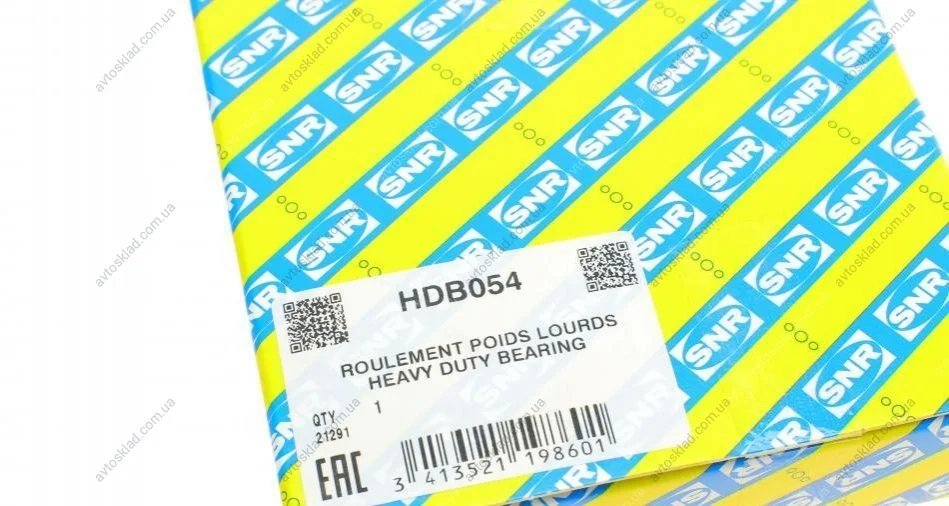 SNR
HDB054
ROULEMENT POIDS LOURDS
HEAVY DUTY BEARING
QTY 1
21291
EAC
3 413521 198601
avtosklad.com.ua